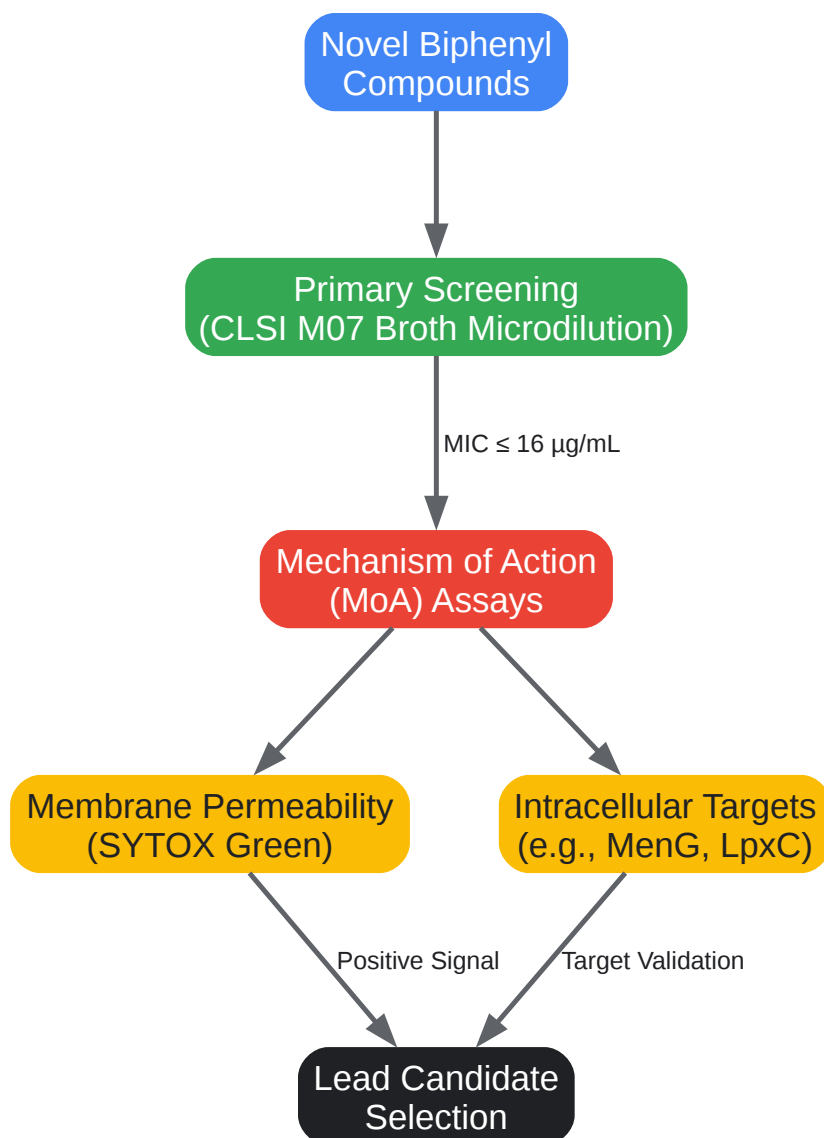 Novel Biphenyl
Compounds
Primary Screening
(CLSI M07 Broth Microdilution)
MIC ≤ 16 µg/mL
Mechanism of Action
(MoA) Assays
Membrane Permeability
(SYTOX Green)
Intracellular Targets
(e.g., MenG, LpxC)
Positive Signal
Target Validation
Lead Candidate
Selection